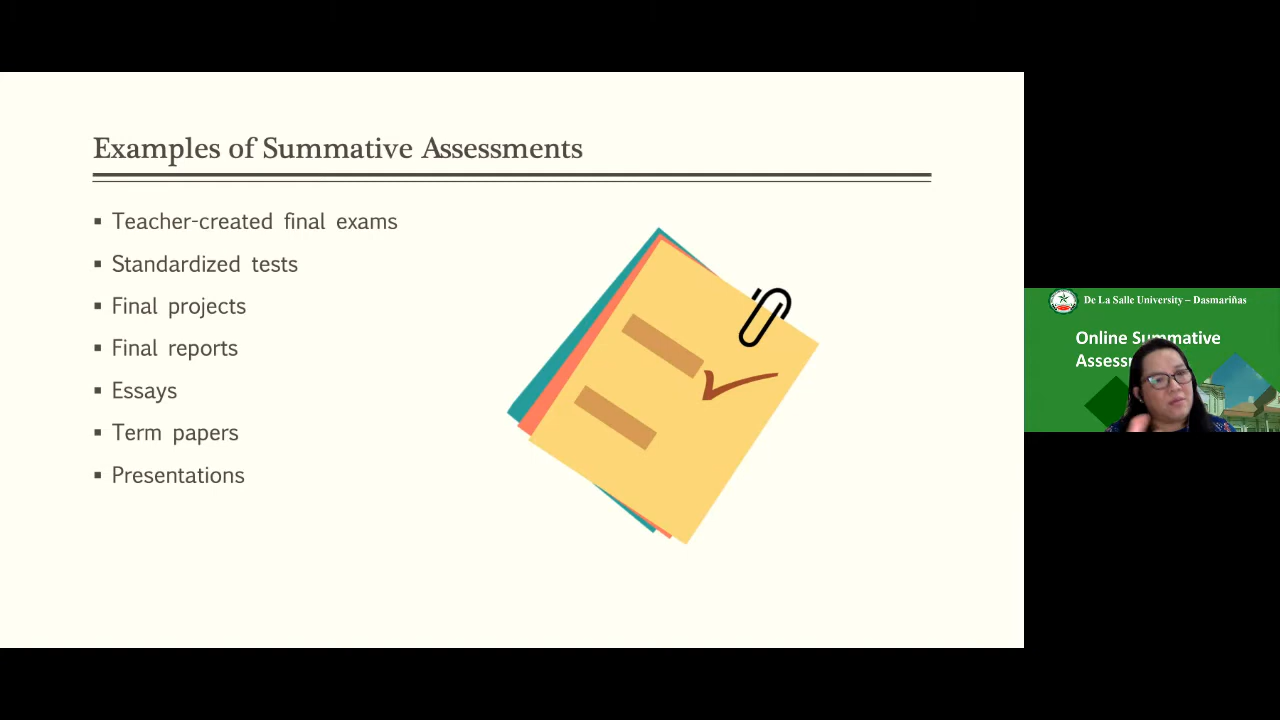 Examples of Summative Assessments
▪ Teacher-created final exams
▪ Standardized tests
▪ Final projects
▪ Final reports
▪ Essays
▪ Term papers
▪ Presentations
De La Salle University – Dasmariñas
Online Summative